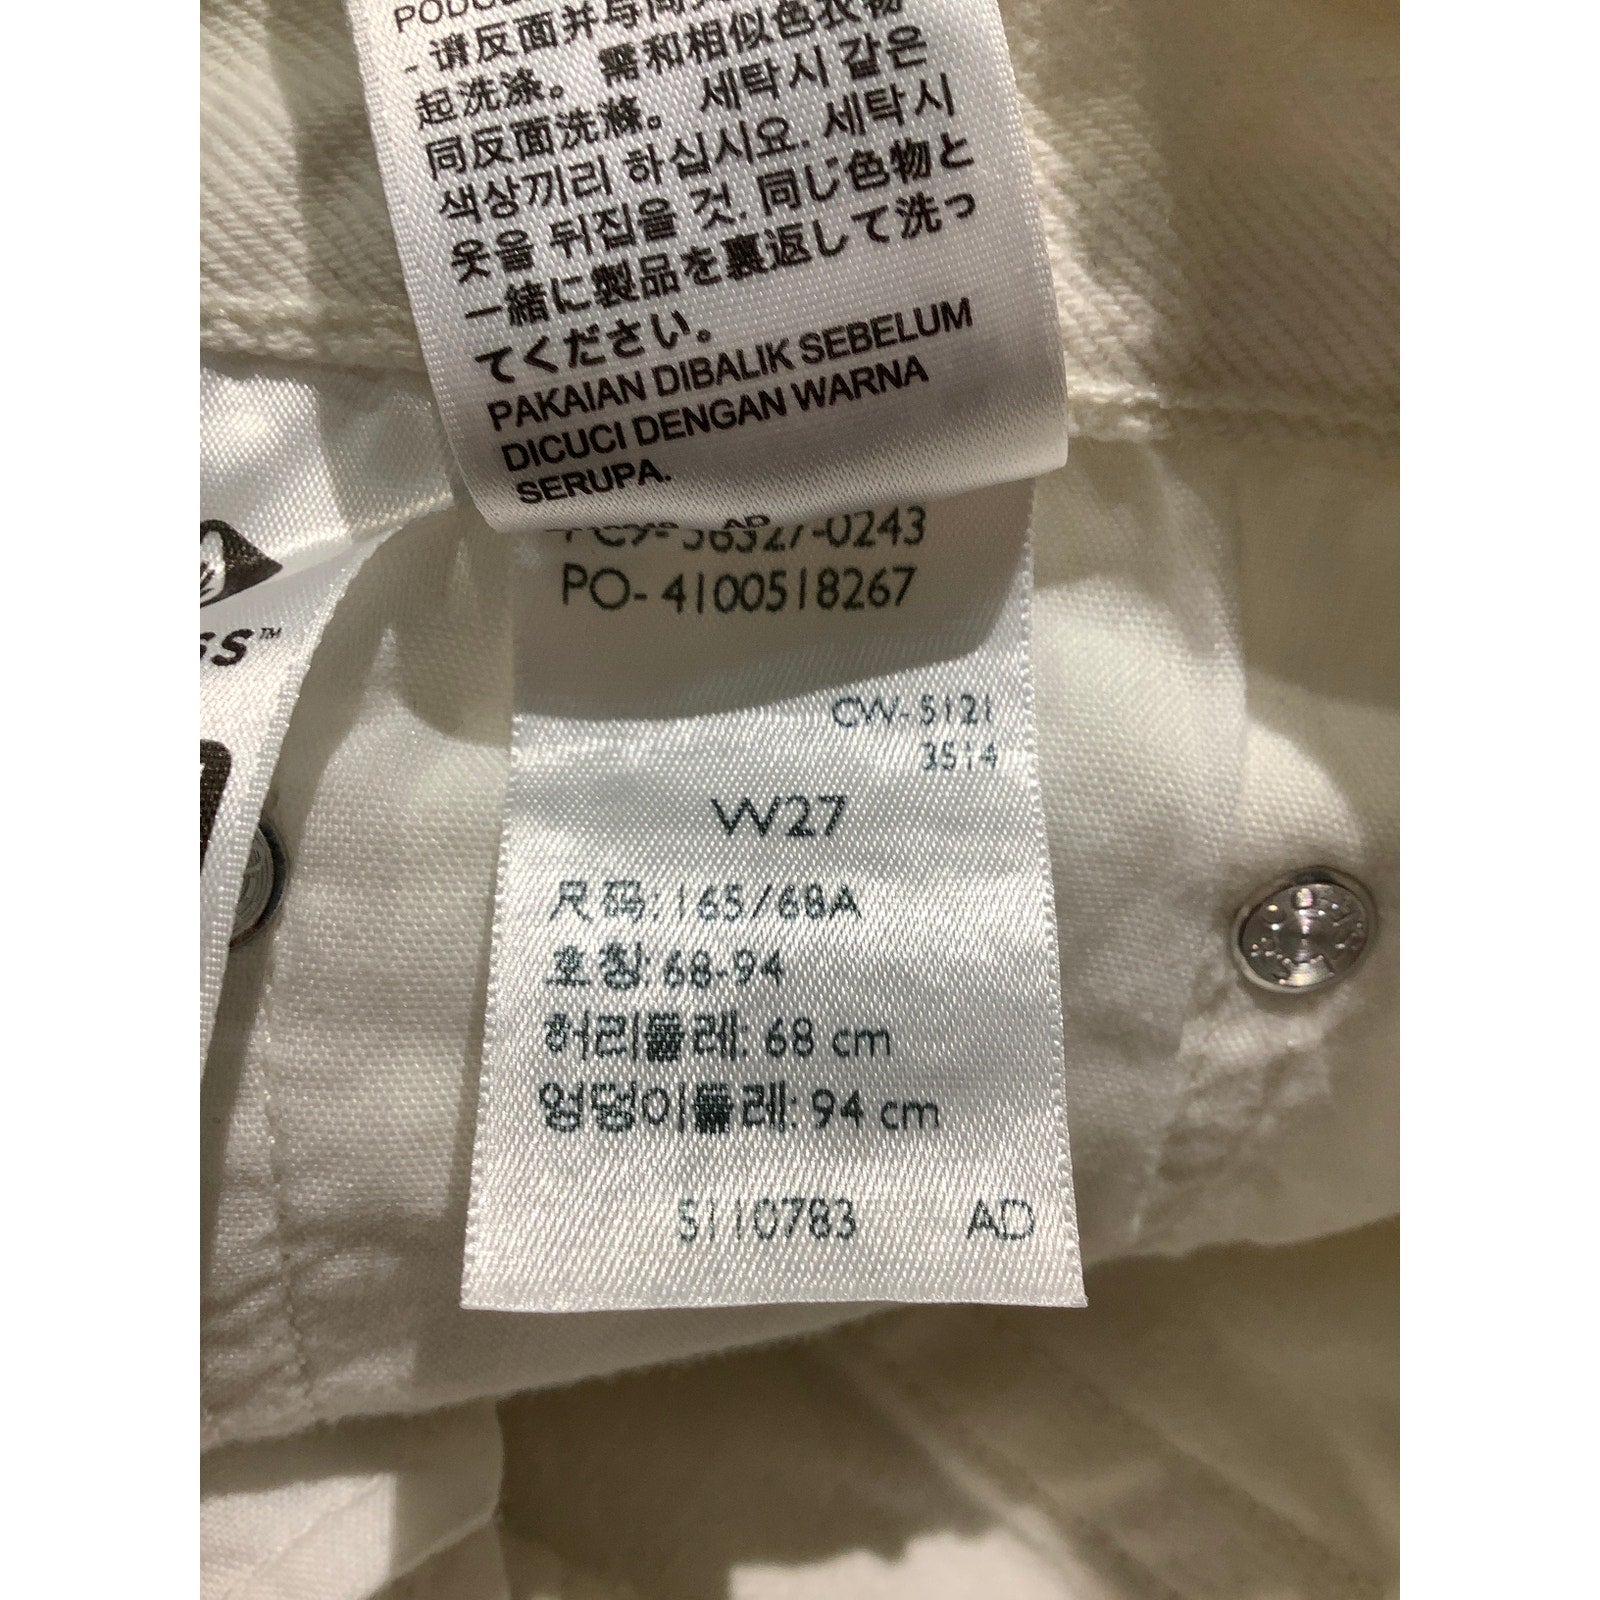 - 请反面并与同
起洗涤。 需和相似色衣物
同反面洗滌。 세탁시 같은
색상끼리 하십시요. 세탁시
옷을 뒤집을 것. 同じ色物と
一緒に製品を裏返して洗っ
てください。
PAKAIAN DIBALIK SEBELUM
DICUCI DENGAN WARNA
SERUPA.
PC9- 56327-0243
PO- 4100518267
CW- 5121
3514
W27
尺码: 165/68A
호칭: 68-94
허리둘레: 68 cm
엉덩이둘레: 94 cm
5110783 AD